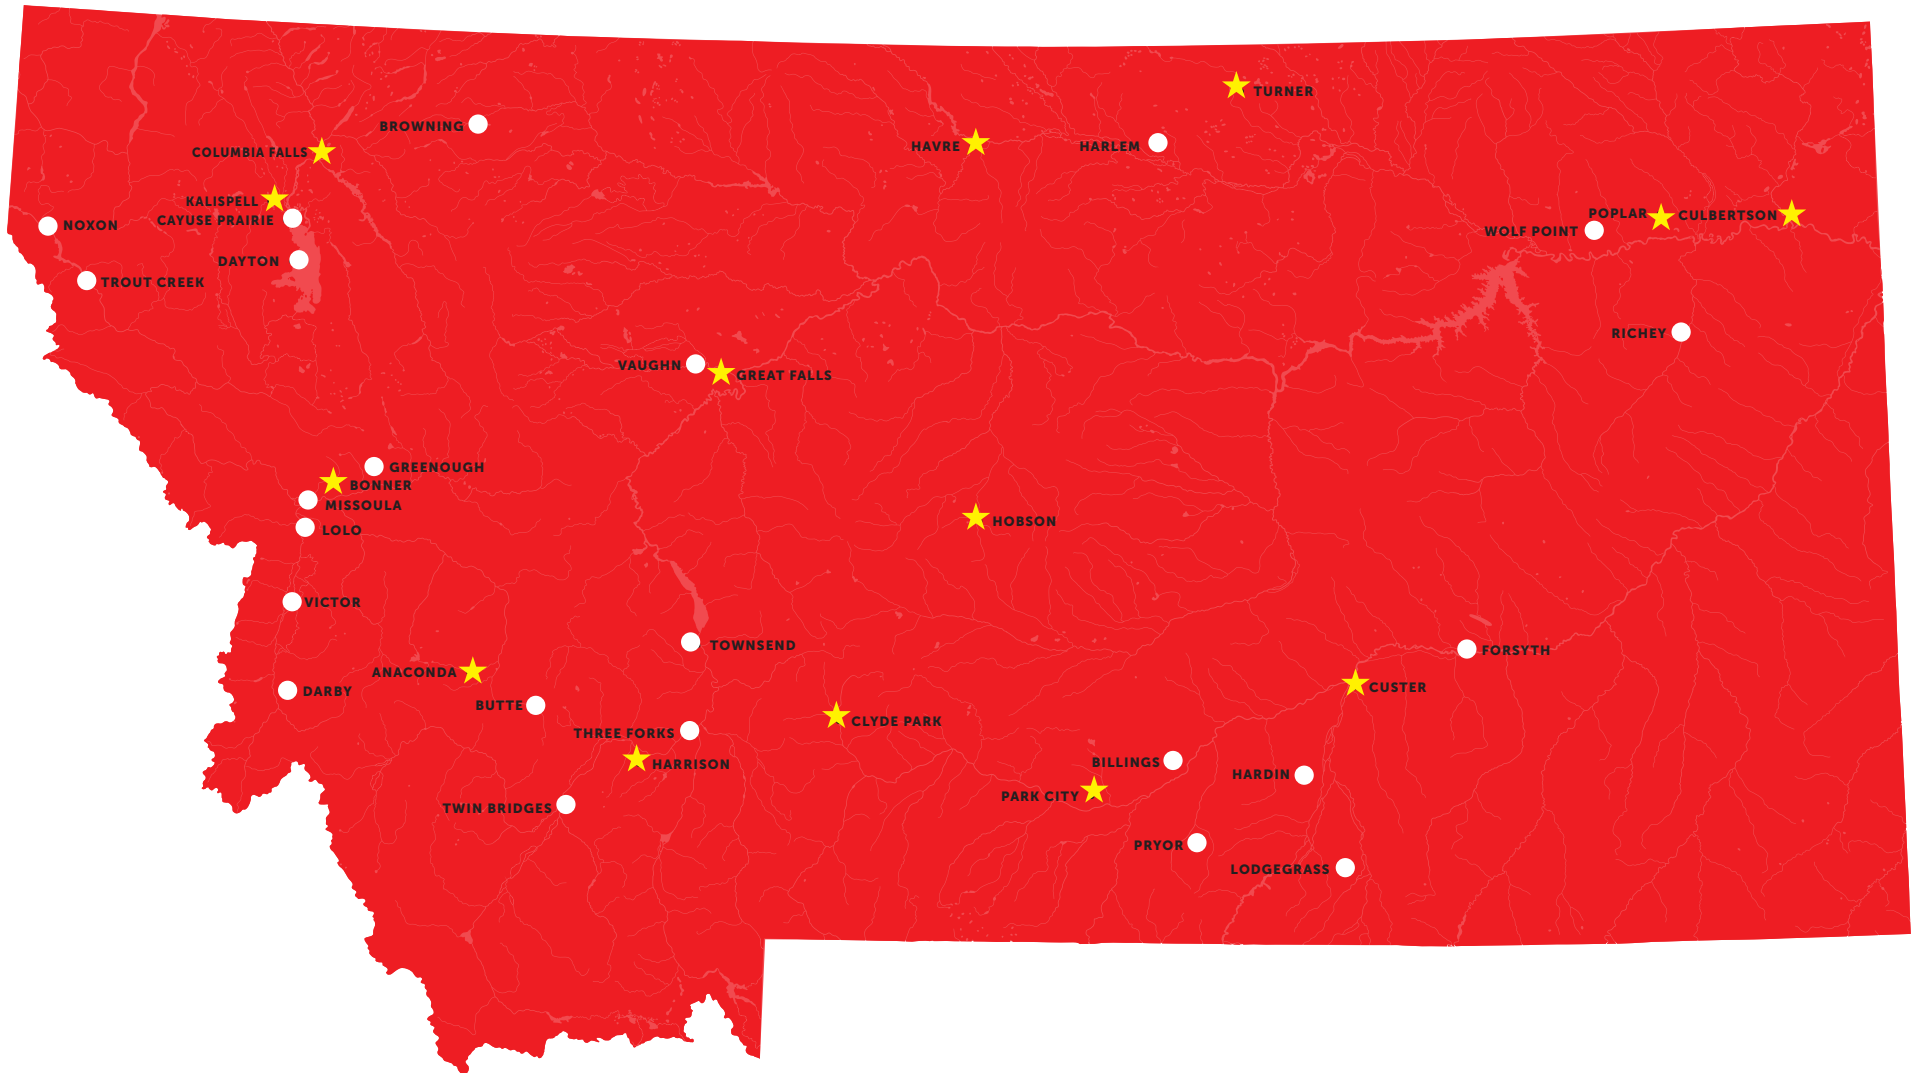 TURNER
BROWNING
HAVRE
HARLEM
COLUMBIA FALLS
KALISPELL
CAYUSE PRAIRIE
NOXON
POPLAR
CULBERTSON
WOLF POINT
DAYTON
TROUT CREEK
RICHEY
VAUGHN
GREAT FALLS
GREENOUGH
BONNER
MISSOULA
LOLO
HOBSON
VICTOR
TOWNSEND
FORSYTH
ANACONDA
DARBY
CUSTER
BUTTE
CLYDE PARK
THREE FORKS
HARRISON
BILLINGS
HARDIN
PARK CITY
TWIN BRIDGES
PRYOR
LODGEGRASS